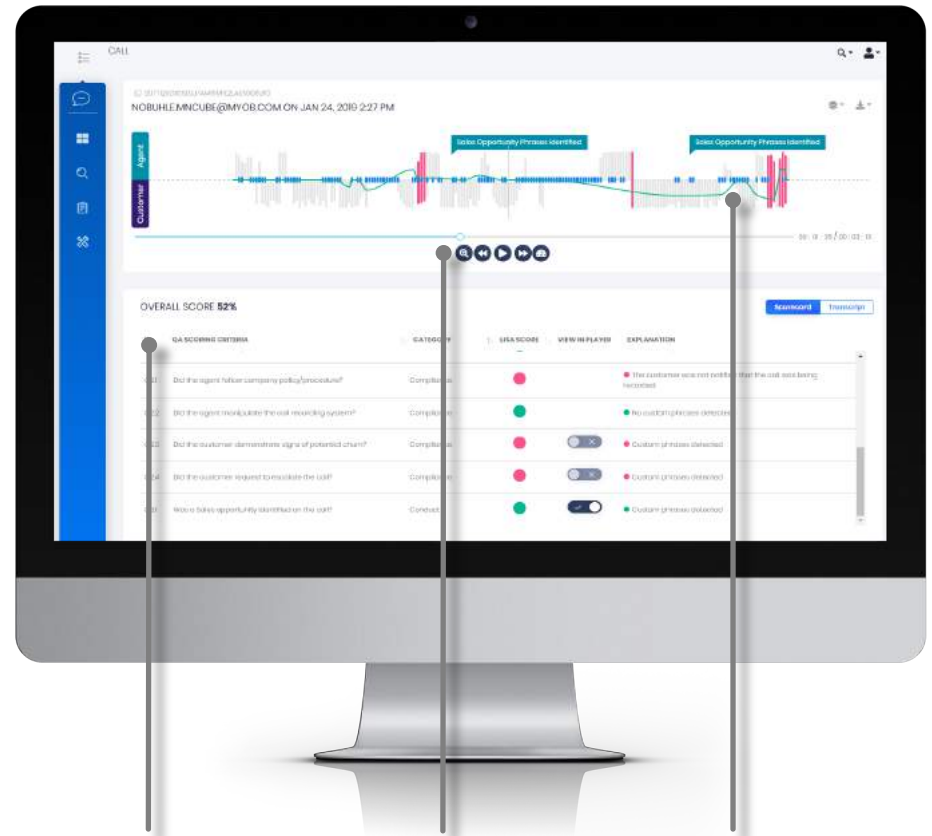 CALL
NOBUHLE.MNCUBE@MYOB.COM ON JAN 24, 2019 2:27 PM
Agent
Customer
Sales Opportunity Phrases Identified
Sales Opportunity Phrases Identified
OVERALL SCORE 52%
Scorecard Transcript
QA SCORING CRITERIA CATEGORY LISA SCORE VIEW IN PLAYER EXPLANATION
Did the agent follow company policy/procedure? The customer was not notified that the call was being
recorded
Did the agent manipulate the call recording system? No custom phrases detected
Did the customer demonstrate signs of potential churn? Custom phrases detected
Did the customer request to escalate the call? Custom phrases detected
Was a Sales opportunity identified on the call? Conduct Custom phrases detected